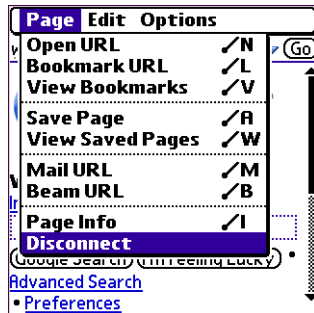 Page Edit Options
Open URL /N
Bookmark URL /L
View Bookmarks /V
Go
Save Page /A
View Saved Pages /W
Mail URL /M
Beam URL /B
Page Info /I
Disconnect
Google Search I'm Feeling Lucky •
Advanced Search
• Preferences